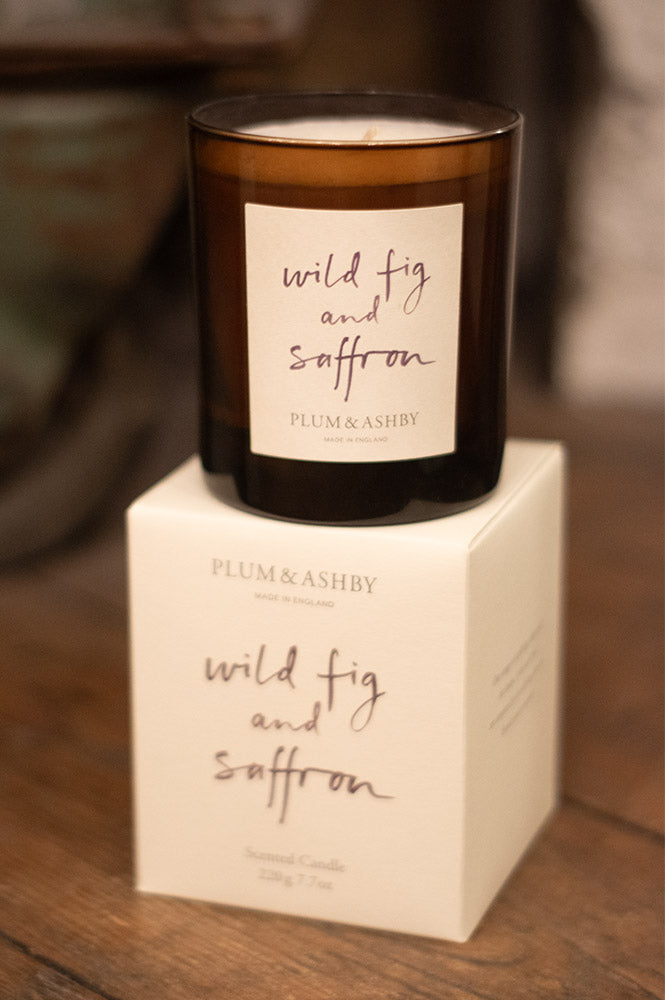 wild fig
and
saffron
PLUM & ASHBY
MADE IN ENGLAND
PLUM & ASHBY
MADE IN ENGLAND
wild fig
and
saffron
Scented Candle
220g 7.7oz